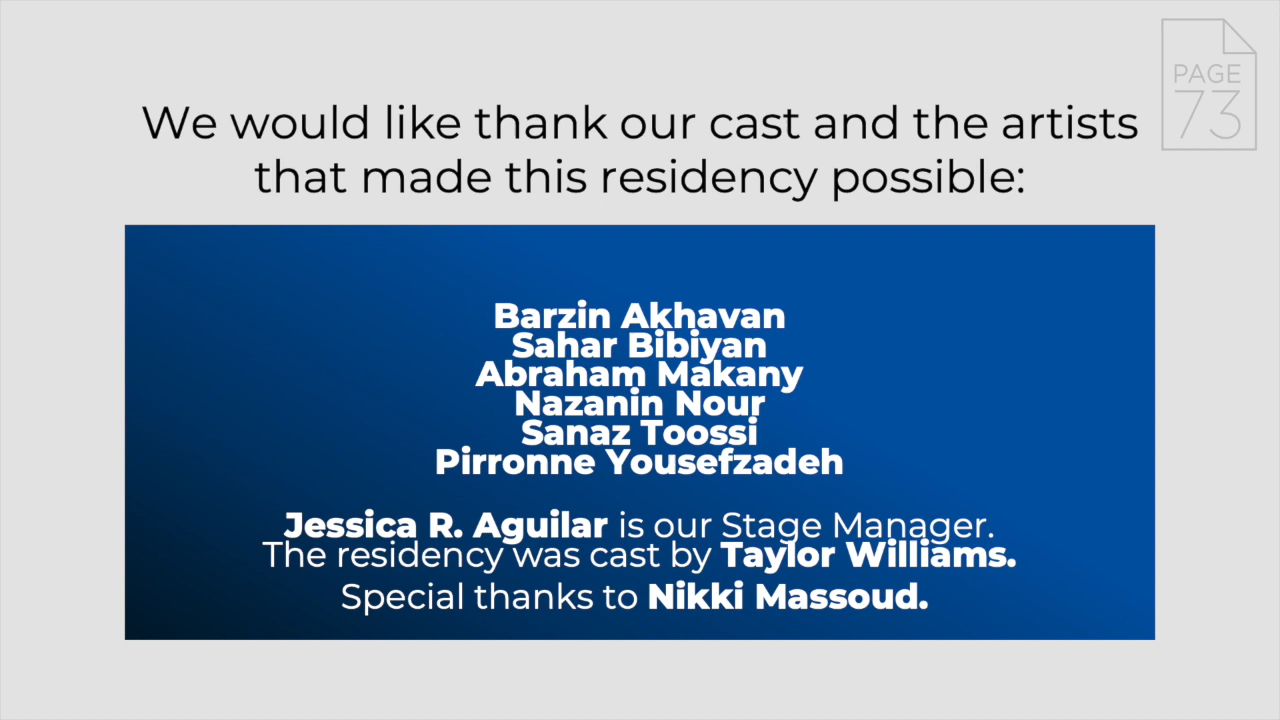 PAGE
73
We would like thank our cast and the artists
that made this residency possible:
Barzin Akhavan
Sahar Bibiyan
Abraham Makany
Nazanin Nour
Sanaz Toossi
Pirronne Yousefzadeh
Jessica R. Aguilar is our Stage Manager.
The residency was cast by Taylor Williams.
Special thanks to Nikki Massoud.